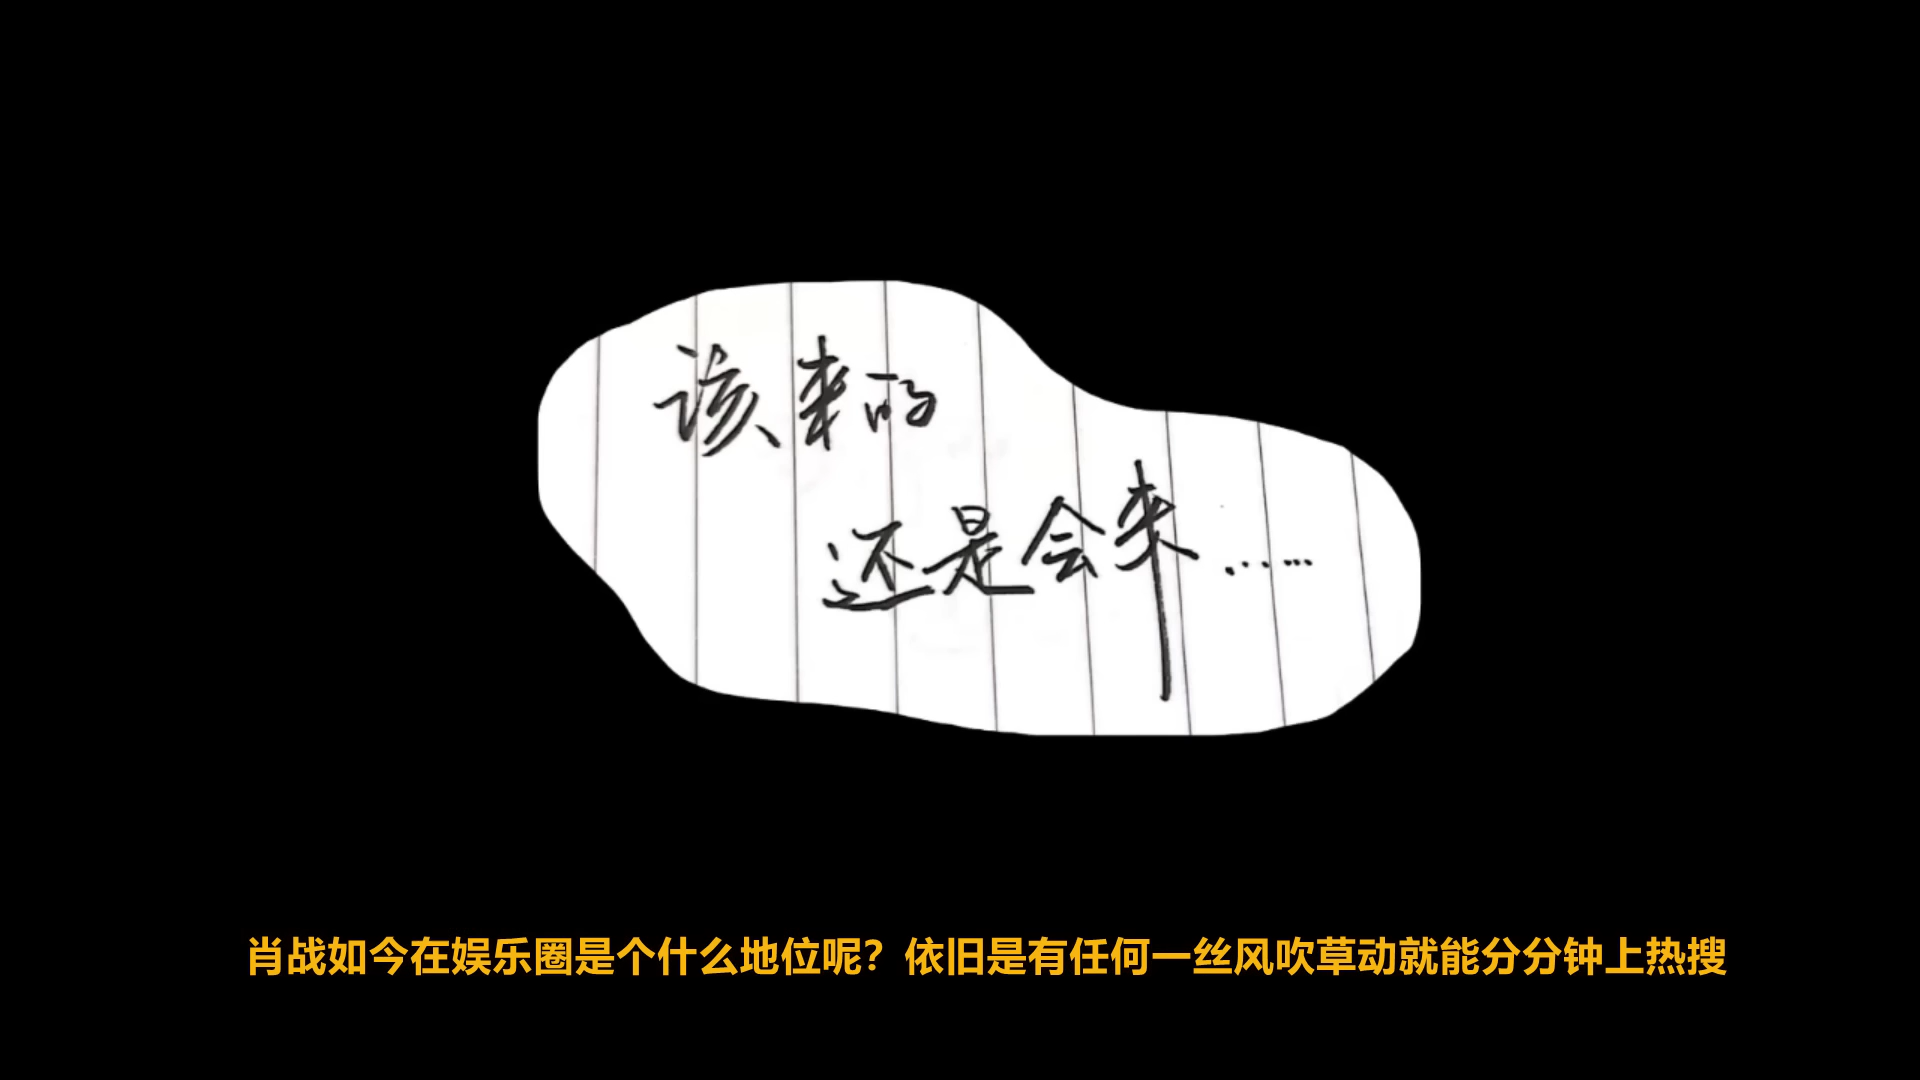 该来的
还是会来……
肖战如今在娱乐圈是个什么地位呢？依旧是有任何一丝风吹草动就能分分钟上热搜